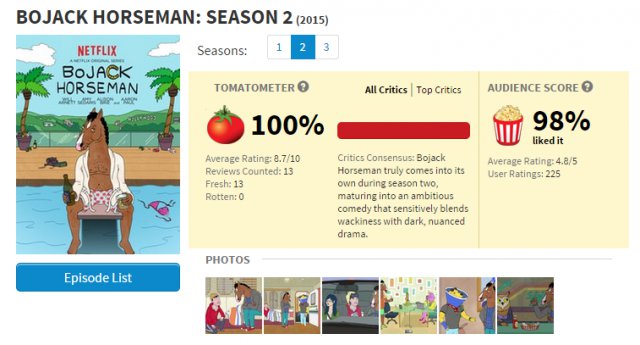 BOJACK HORSEMAN: SEASON 2 (2015)
Seasons: 1 2 3
NETFLIX
A NETFLIX ORIGINAL SERIES
BOJACK
HORSEMAN
WILL ARNETT AMY SEDARIS ALISON BRIE AND AARON PAUL
Episode List
TOMATOMETER ?
All Critics | Top Critics
100%
Average Rating: 8.7/10
Reviews Counted: 13
Fresh: 13
Rotten: 0
Critics Consensus: Bojack
Horseman truly comes into its
own during season two,
maturing into an ambitious
comedy that sensitively blends
wackiness with dark, nuanced
drama.
AUDIENCE SCORE ?
98%
liked it
Average Rating: 4.8/5
User Ratings: 225
PHOTOS